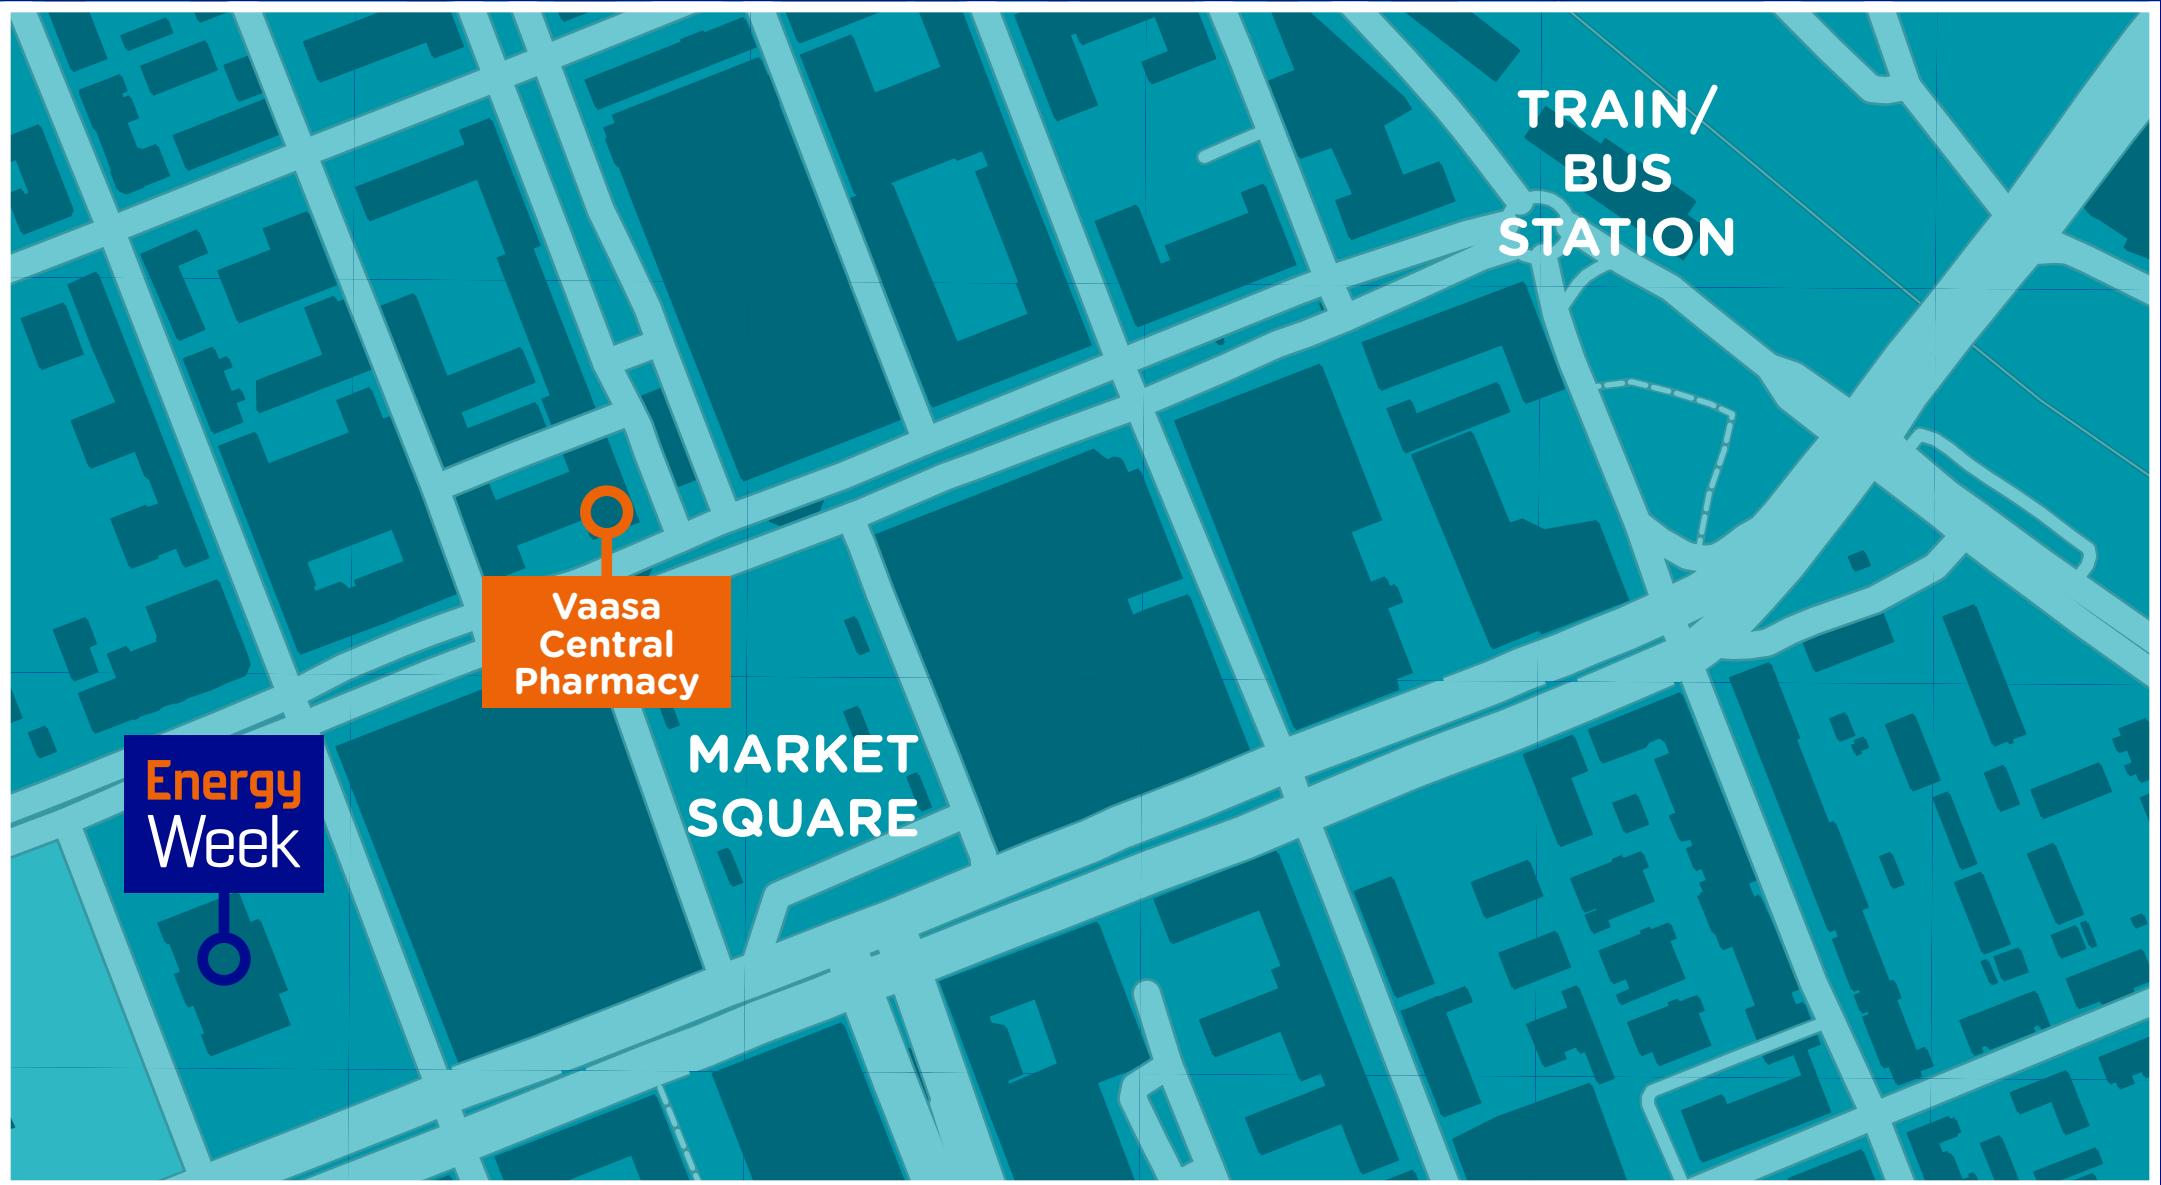 TRAIN/
BUS
STATION
Vaasa
Central
Pharmacy
MARKET
SQUARE
Energy
Week